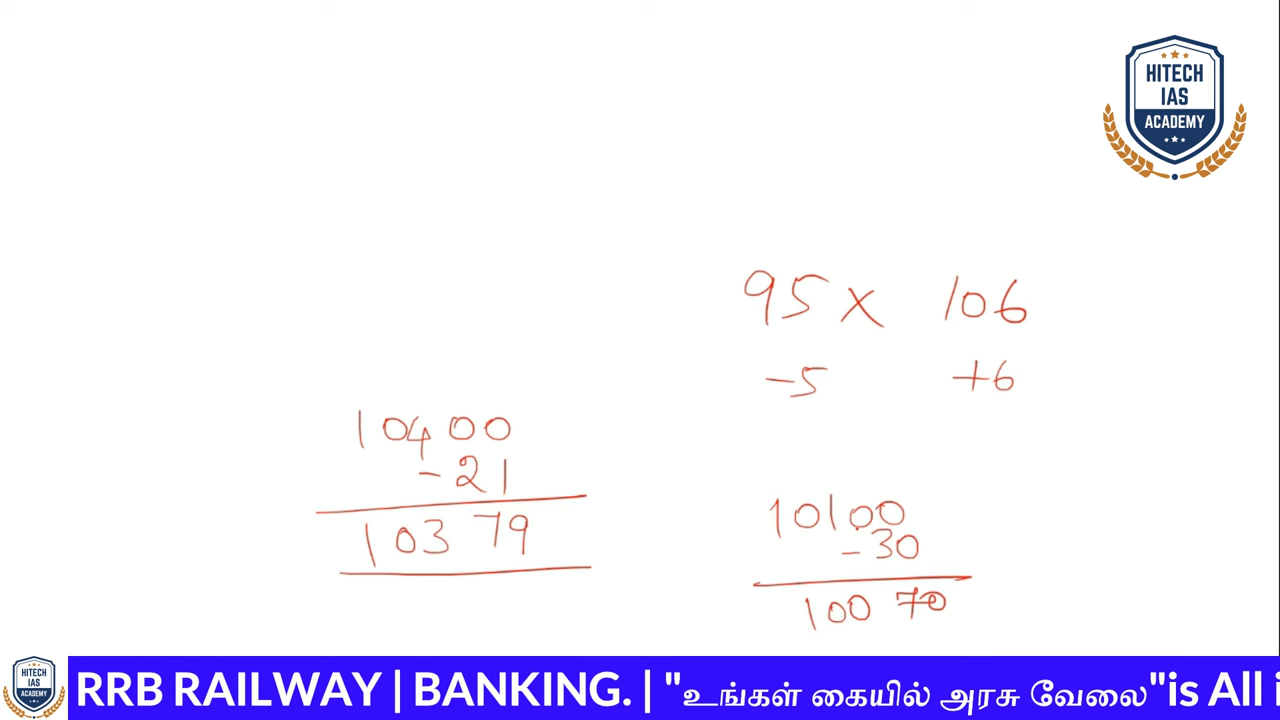 HITECH
IAS
ACADEMY
95 x 106
-5 +6
10400
-21
10379
10100
-30
10070
HITECH
IAS
ACADEMY
RRB RAILWAY | BANKING. | "உங்கள் கையில் அரசு வேலை"is All i